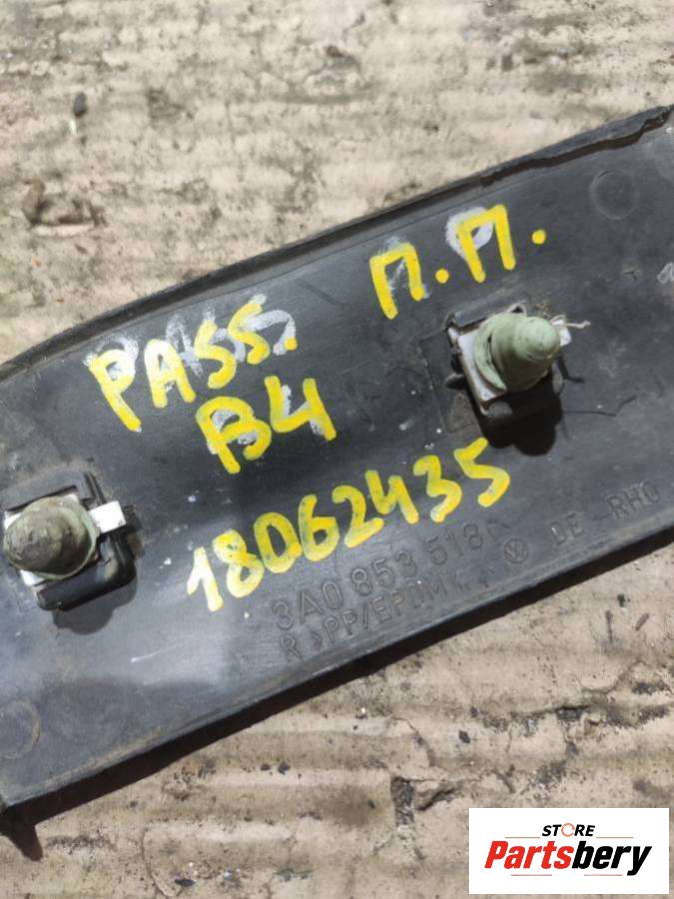 П.П.
PASS.
B4
18062435
3A0 853 518
R >PP/EPDM
DE RHO
STORE
Partsbery